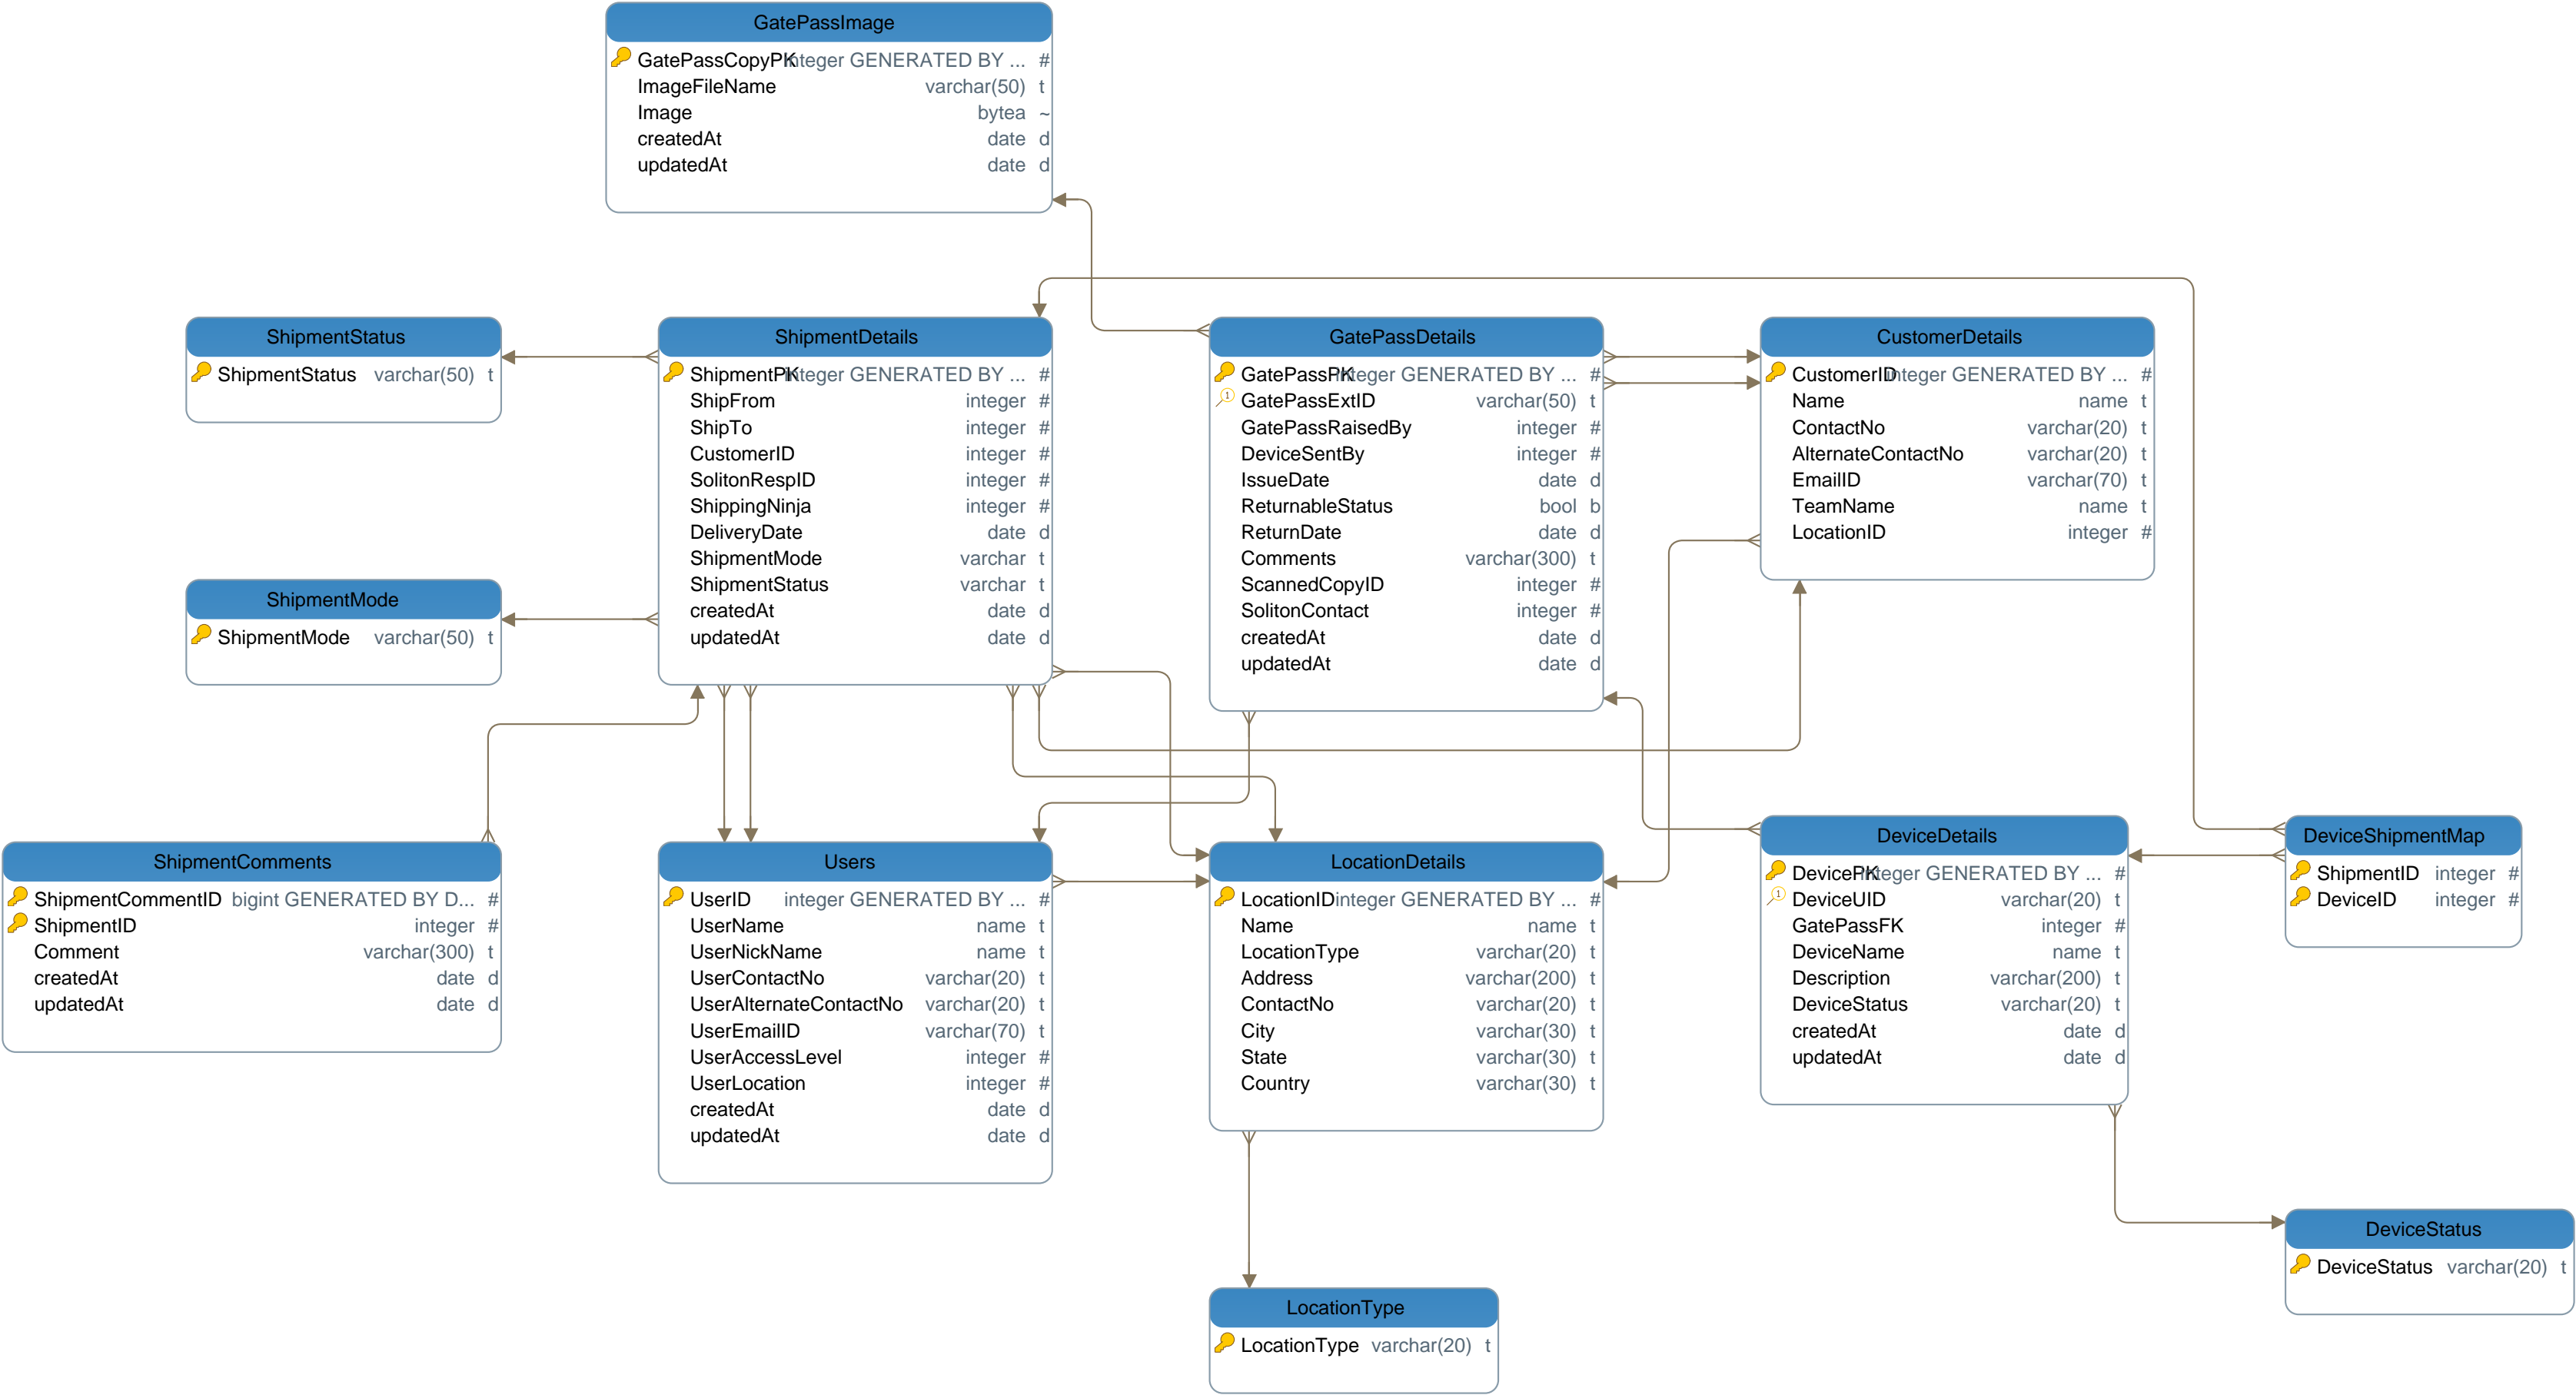 GatePassImage
GatePassCopyPK integer GENERATED BY ... #
ImageFileName varchar(50) t
Image bytea ~
createdAt date d
updatedAt date d
ShipmentStatus
ShipmentStatus varchar(50) t
ShipmentDetails
ShipmentPK integer GENERATED BY ... #
ShipFrom integer #
ShipTo integer #
CustomerID integer #
SolitonRespID integer #
ShippingNinja integer #
DeliveryDate date d
ShipmentMode varchar t
ShipmentStatus varchar t
createdAt date d
updatedAt date d
GatePassDetails
GatePassPK integer GENERATED BY ... #
1 GatePassExtID varchar(50) t
GatePassRaisedBy integer #
DeviceSentBy integer #
IssueDate date d
ReturnableStatus bool b
ReturnDate date d
Comments varchar(300) t
ScannedCopyID integer #
SolitonContact integer #
createdAt date d
updatedAt date d
CustomerDetails
CustomerID integer GENERATED BY ... #
Name name t
ContactNo varchar(20) t
AlternateContactNo varchar(20) t
EmailID varchar(70) t
TeamName name t
LocationID integer #
ShipmentMode
ShipmentMode varchar(50) t
ShipmentComments
ShipmentCommentID bigint GENERATED BY D... #
ShipmentID integer #
Comment varchar(300) t
createdAt date d
updatedAt date d
Users
UserID integer GENERATED BY ... #
UserName name t
UserNickName name t
UserContactNo varchar(20) t
UserAlternateContactNo varchar(20) t
UserEmailID varchar(70) t
UserAccessLevel integer #
UserLocation integer #
createdAt date d
updatedAt date d
LocationDetails
LocationID integer GENERATED BY ... #
Name name t
LocationType varchar(20) t
Address varchar(200) t
ContactNo varchar(20) t
City varchar(30) t
State varchar(30) t
Country varchar(30) t
DeviceDetails
DevicePK integer GENERATED BY ... #
1 DeviceUID varchar(20) t
GatePassFK integer #
DeviceName name t
Description varchar(200) t
DeviceStatus varchar(20) t
createdAt date d
updatedAt date d
DeviceShipmentMap
ShipmentID integer #
DeviceID integer #
DeviceStatus
DeviceStatus varchar(20) t
LocationType
LocationType varchar(20) t